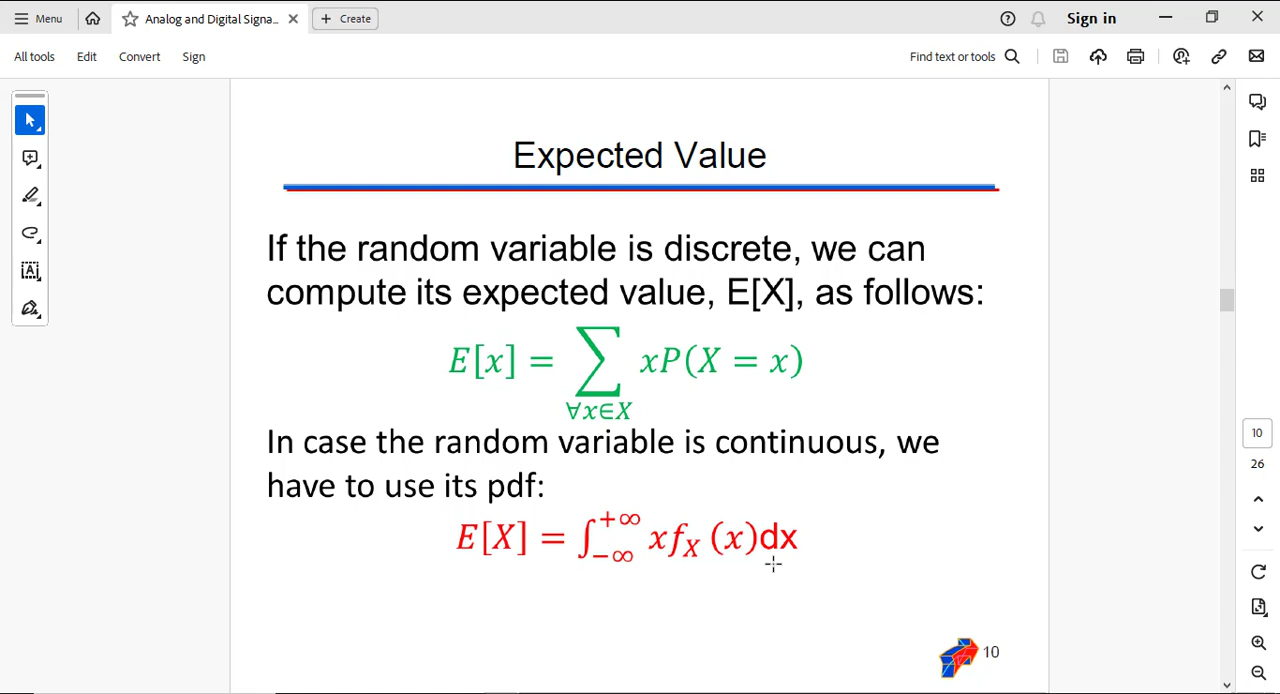 Menu
Analog and Digital Signa...
Create
Sign in
All tools Edit Convert Sign
Find text or tools
Expected Value
If the random variable is discrete, we can
compute its expected value, E[X], as follows:
E[x] = ∑ xP(X = x)
∀x∈X
In case the random variable is continuous, we
have to use its pdf:
E[X] = ∫_{−∞}^{+∞} xf_X (x)dx
10
10
26